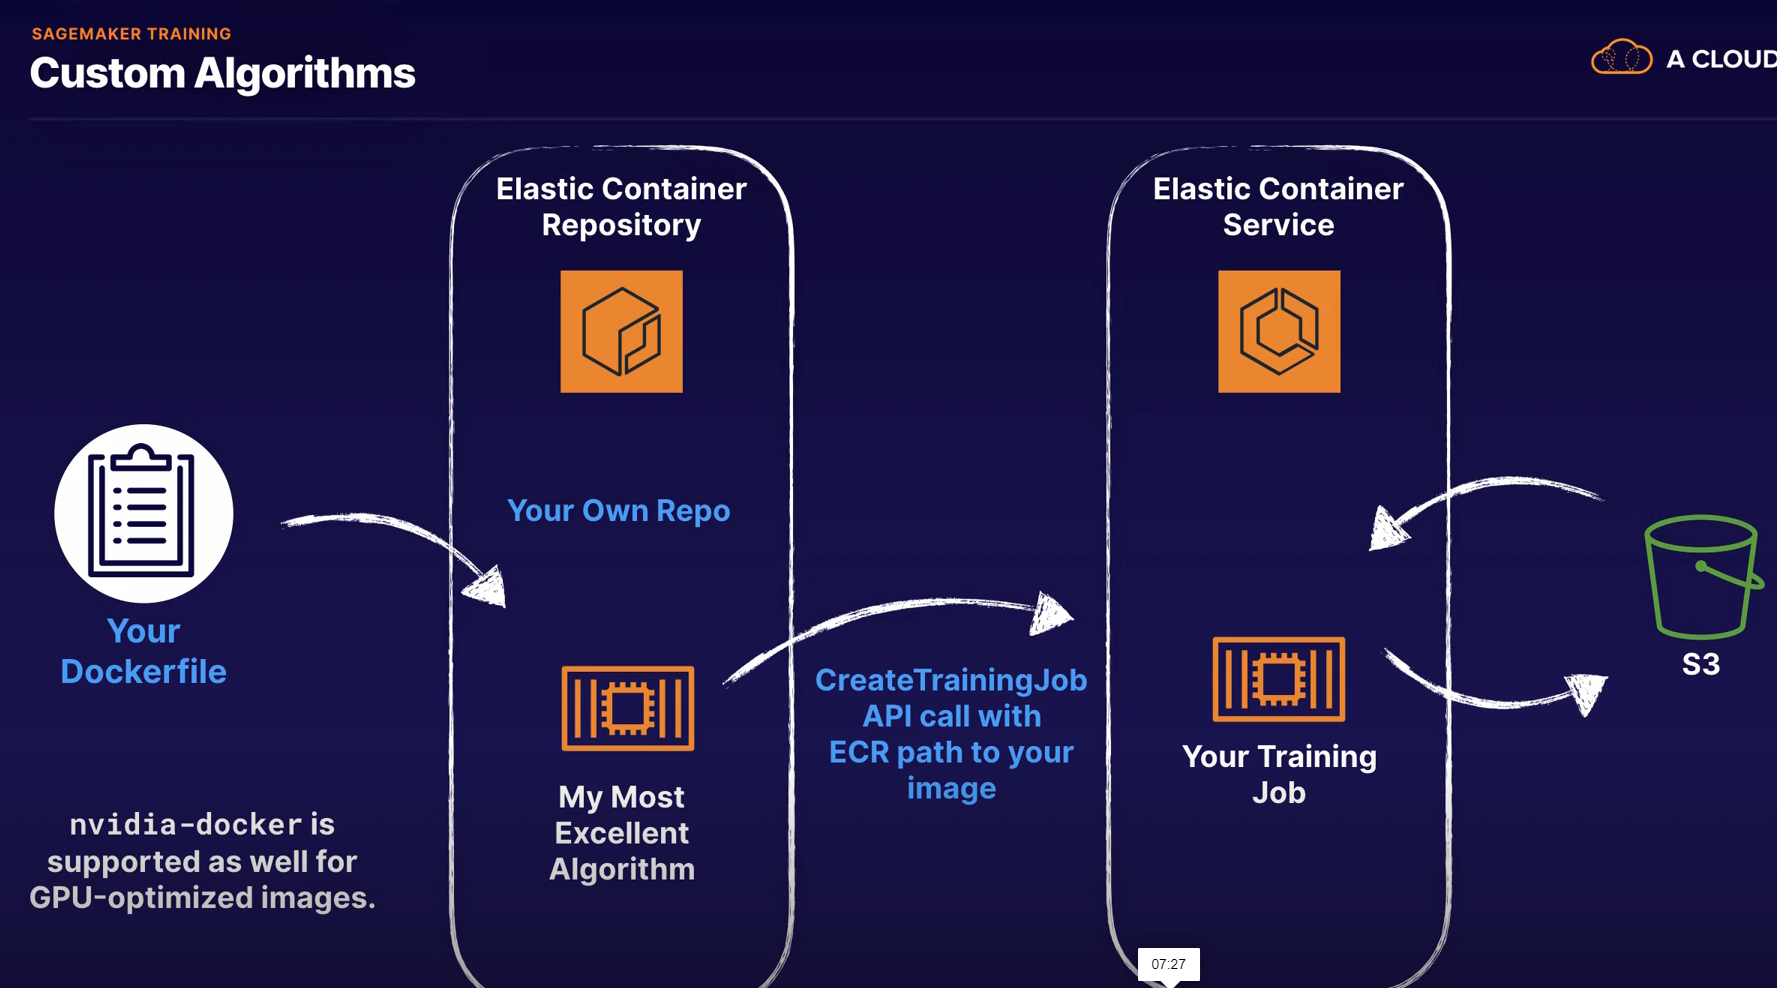 SAGEMAKER TRAINING
Custom Algorithms
A CLOUD
Elastic Container
Repository
Elastic Container
Service
Your Own Repo
Your
Dockerfile
S3
CreateTrainingJob
API call with
ECR path to your
image
Your Training
Job
My Most
Excellent
Algorithm
nvidia-docker is
supported as well for
GPU-optimized images.
07:27